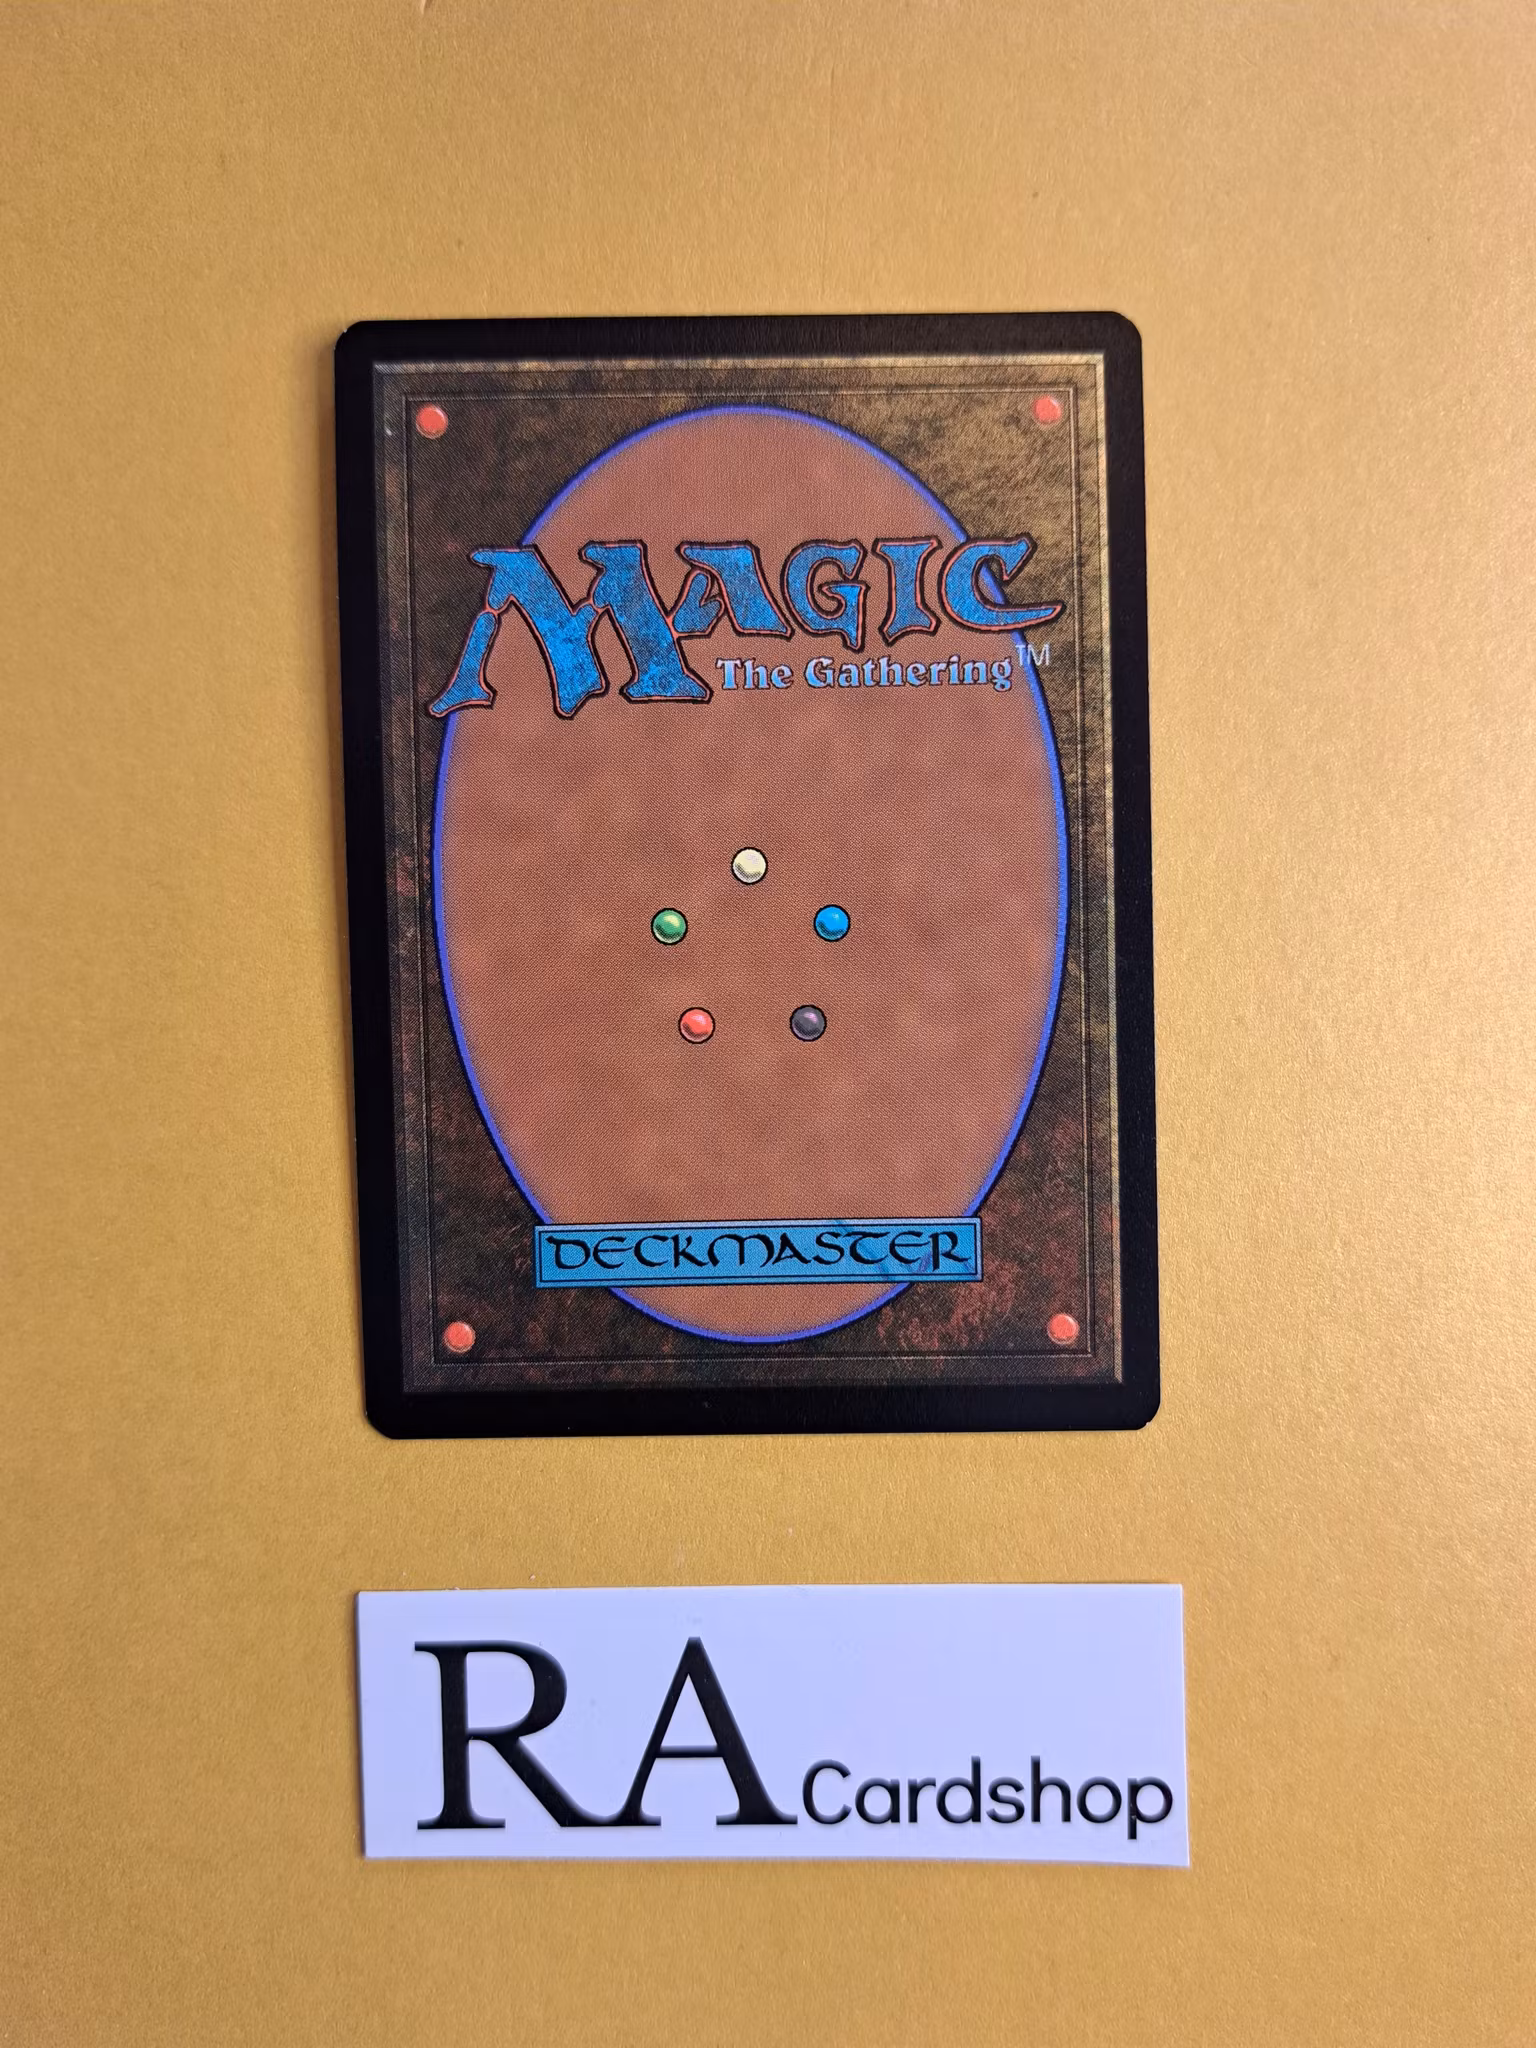 MAGIC
The Gathering™
DECKMASTER
RA Cardshop